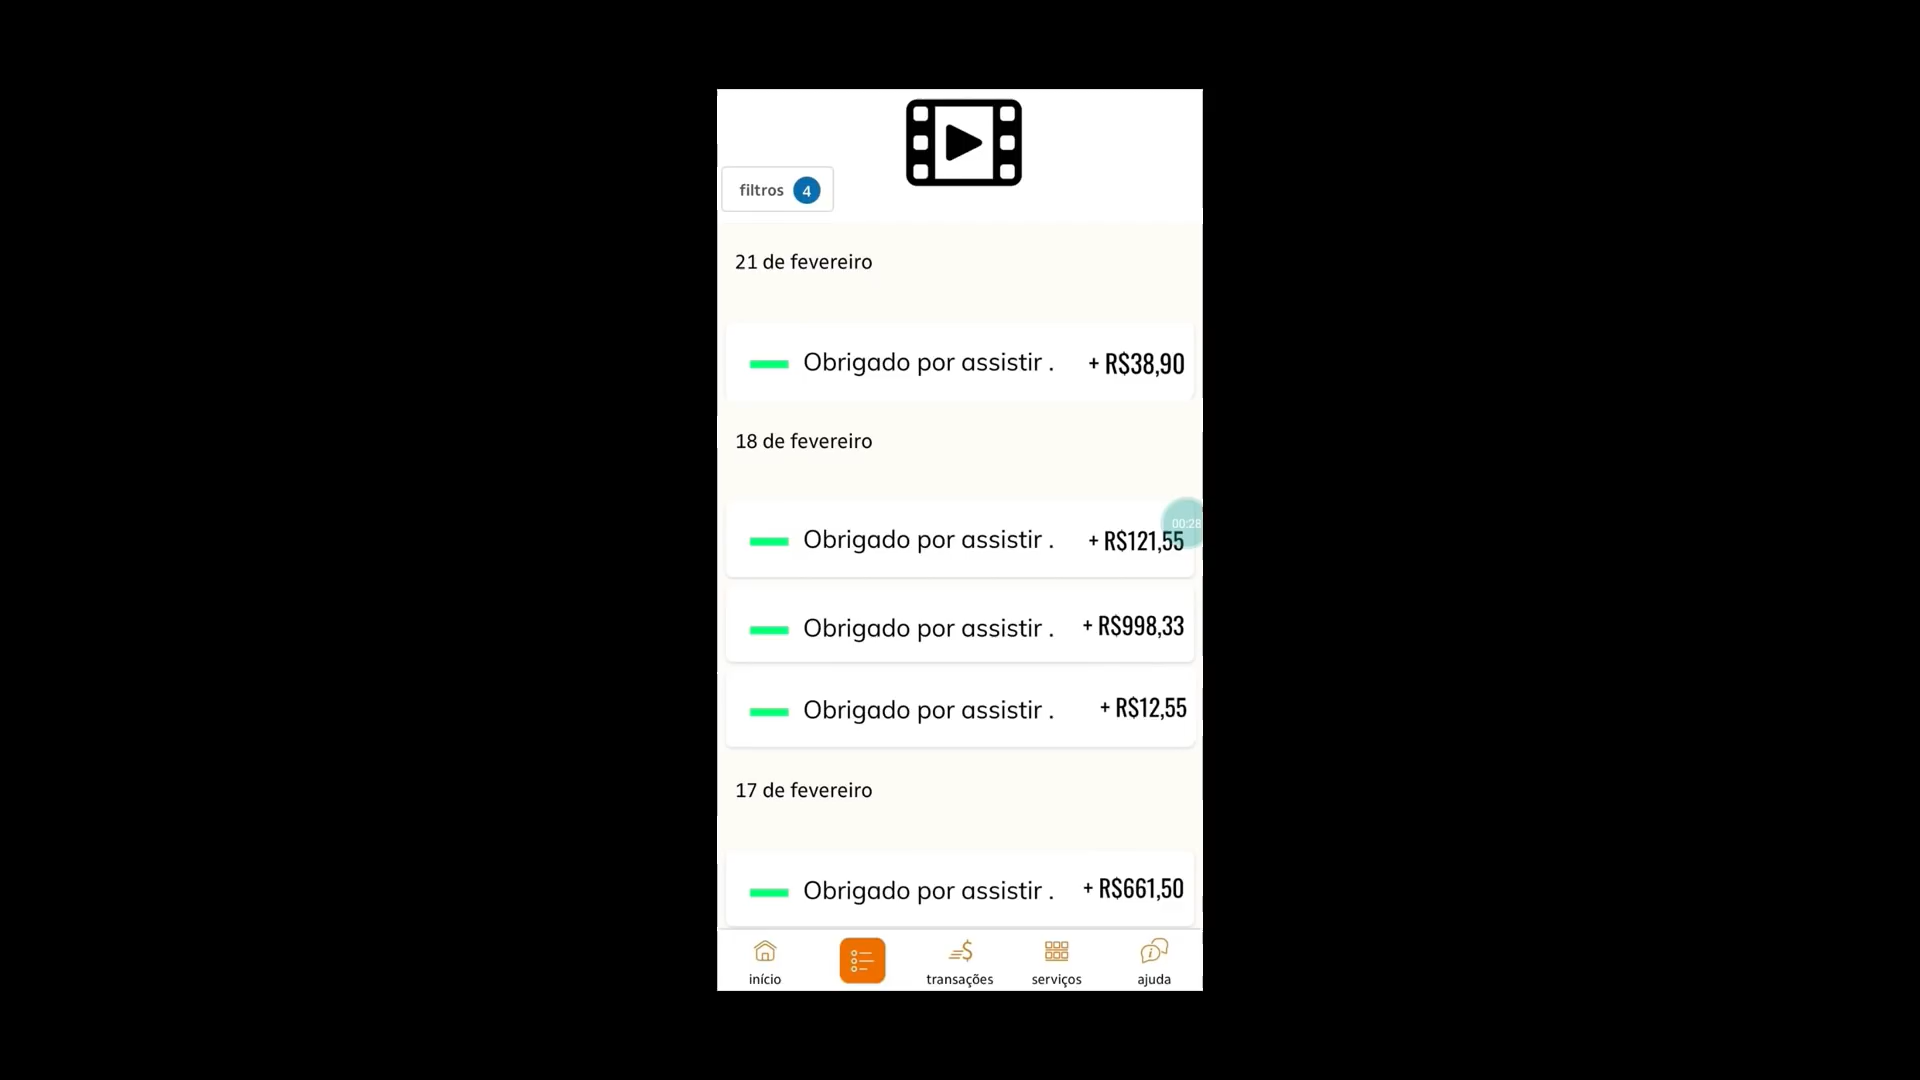 filtros 4
21 de fevereiro
Obrigado por assistir . + R$38,90
18 de fevereiro
00:28
Obrigado por assistir . + R$121,55
Obrigado por assistir . + R$998,33
Obrigado por assistir . + R$12,55
17 de fevereiro
Obrigado por assistir . + R$661,50
início transações serviços ajuda